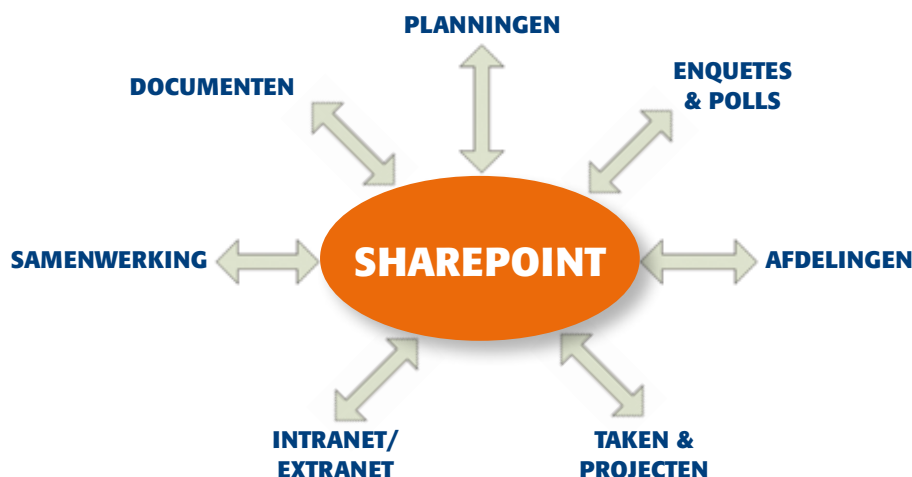 PLANNINGEN
DOCUMENTEN
ENQUETES
& POLLS
SAMENWERKING
SHAREPOINT
AFDELINGEN
INTRANET/
EXTRANET
TAKEN &
PROJECTEN